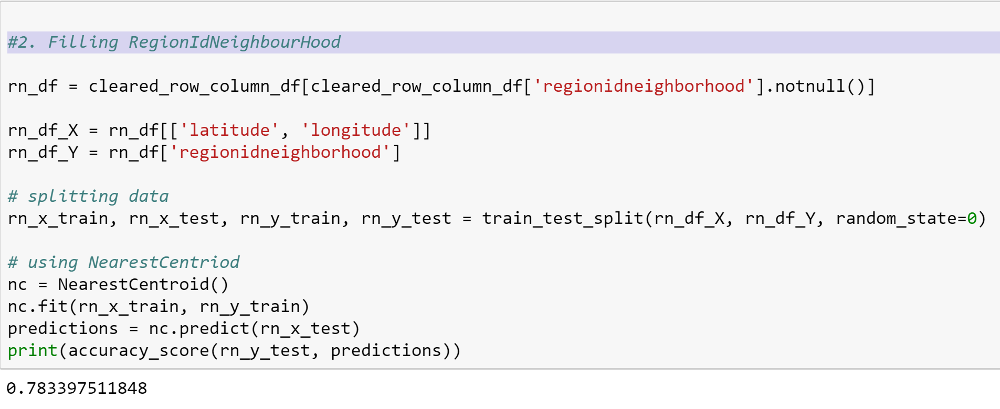 #2. Filling RegionIdNeighbourHood
rn_df = cleared_row_column_df[cleared_row_column_df['regionidneighborhood'].notnull()]
rn_df_X = rn_df[['latitude', 'longitude']]
rn_df_Y = rn_df['regionidneighborhood']
# splitting data
rn_x_train, rn_x_test, rn_y_train, rn_y_test = train_test_split(rn_df_X, rn_df_Y, random_state=0)
# using NearestCentriod
nc = NearestCentroid()
nc.fit(rn_x_train, rn_y_train)
predictions = nc.predict(rn_x_test)
print(accuracy_score(rn_y_test, predictions))
0.783397511848